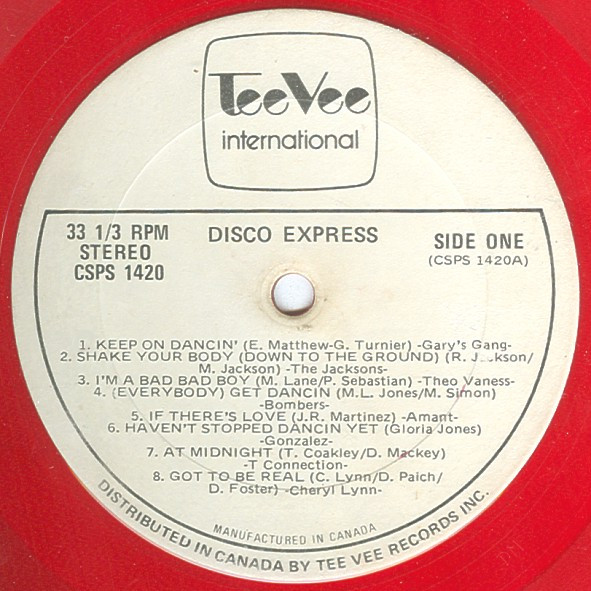 TeeVee
international
33 1/3 RPM
STEREO
CSPS 1420
DISCO EXPRESS
SIDE ONE
(CSPS 1420A)
1. KEEP ON DANCIN' (E. Matthew-G. Turnier) -Gary's Gang-
2. SHAKE YOUR BODY (DOWN TO THE GROUND) (R. /
M. Jackson) -The Jacksons-
3. I'M A BAD BAD BOY (M. Lane/P. Sebastian) -Theo Vaness-
4. (EVERYBODY) GET DANCIN (M.L. Jones/M. Simon)
-Bombers-
5. IF THERE'S LOVE (J.R. Martinez) -Amant-
6. HAVEN'T STOPPED DANCIN YET (Gloria Jones)
-Gonzalez-
7. AT MIDNIGHT (T. Coakley/D. Mackey)
-T Connection-
8. GOT TO BE REAL (C. Lynn/D. Paich/
D. Foster) -Cheryl Lynn-
MANUFACTURED IN CANADA
DISTRIBUTED IN CANADA BY TEE VEE RECORDS INC.